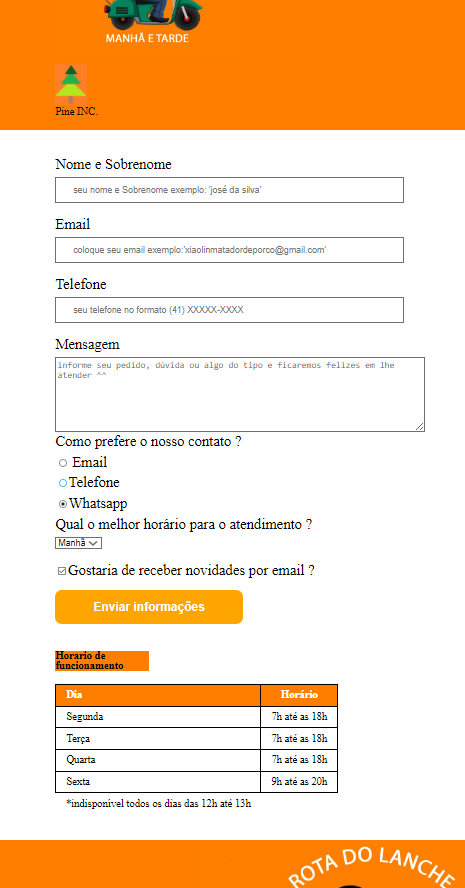 MANHÃ E TARDE
Pine INC.
Nome e Sobrenome
seu nome e Sobrenome exemplo: 'josé da silva'
Email
coloque seu email exemplo:'xiaolinmatadordeporco@gmail.com'
Telefone
seu telefone no formato (41) XXXXX-XXXX
Mensagem
informe seu pedido, dúvida ou algo do tipo e ficaremos felizes em lhe
atender ^^
Como prefere o nosso contato ?
Email
Telefone
Whatsapp
Qual o melhor horário para o atendimento ?
Manhã
Gostaria de receber novidades por email ?
Enviar informações
Horario de
funcionamento
Dia Horário
Segunda 7h até as 18h
Terça 7h até as 18h
Quarta 7h até as 18h
Sexta 9h até as 20h
*indisponível todos os dias das 12h até 13h
ROTA DO LANCHE